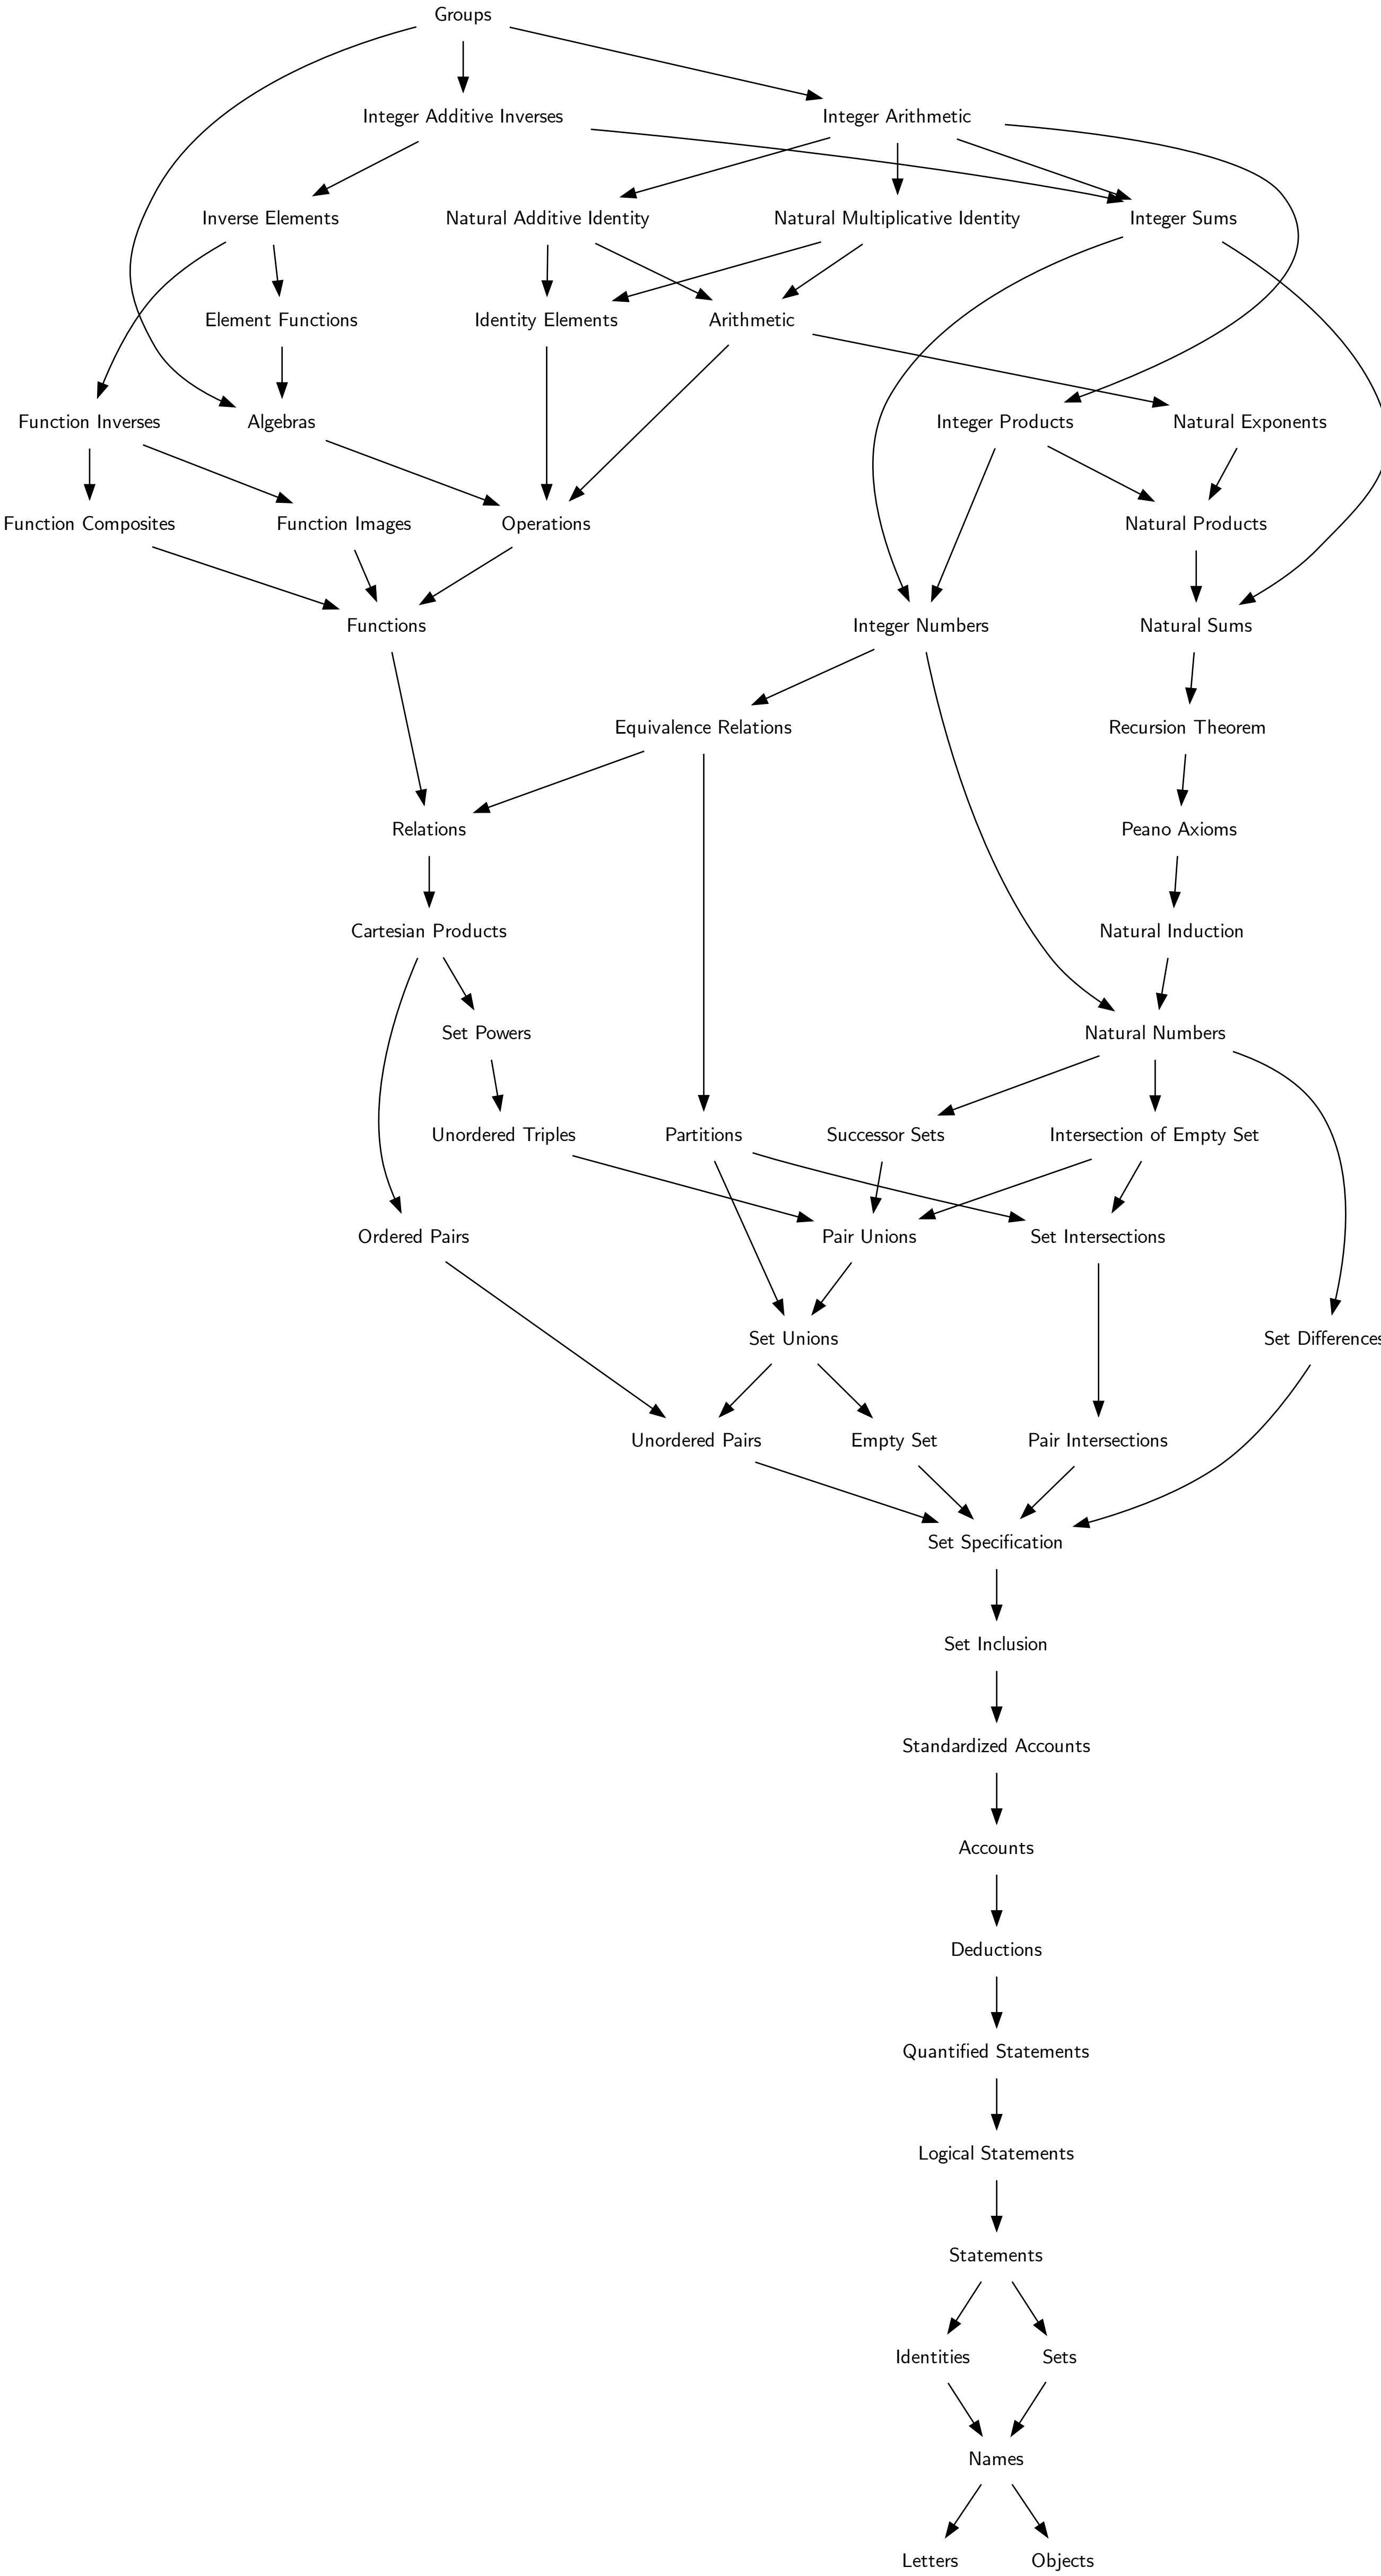 Groups
Integer Additive Inverses
Integer Arithmetic
Inverse Elements
Natural Additive Identity
Natural Multiplicative Identity
Integer Sums
Element Functions
Identity Elements
Arithmetic
Function Inverses
Algebras
Integer Products
Natural Exponents
Function Composites
Function Images
Operations
Natural Products
Functions
Integer Numbers
Natural Sums
Equivalence Relations
Recursion Theorem
Relations
Peano Axioms
Cartesian Products
Natural Induction
Set Powers
Natural Numbers
Unordered Triples
Partitions
Successor Sets
Intersection of Empty Set
Ordered Pairs
Pair Unions
Set Intersections
Set Unions
Set Differences
Unordered Pairs
Empty Set
Pair Intersections
Set Specification
Set Inclusion
Standardized Accounts
Accounts
Deductions
Quantified Statements
Logical Statements
Statements
Identities
Sets
Names
Letters
Objects